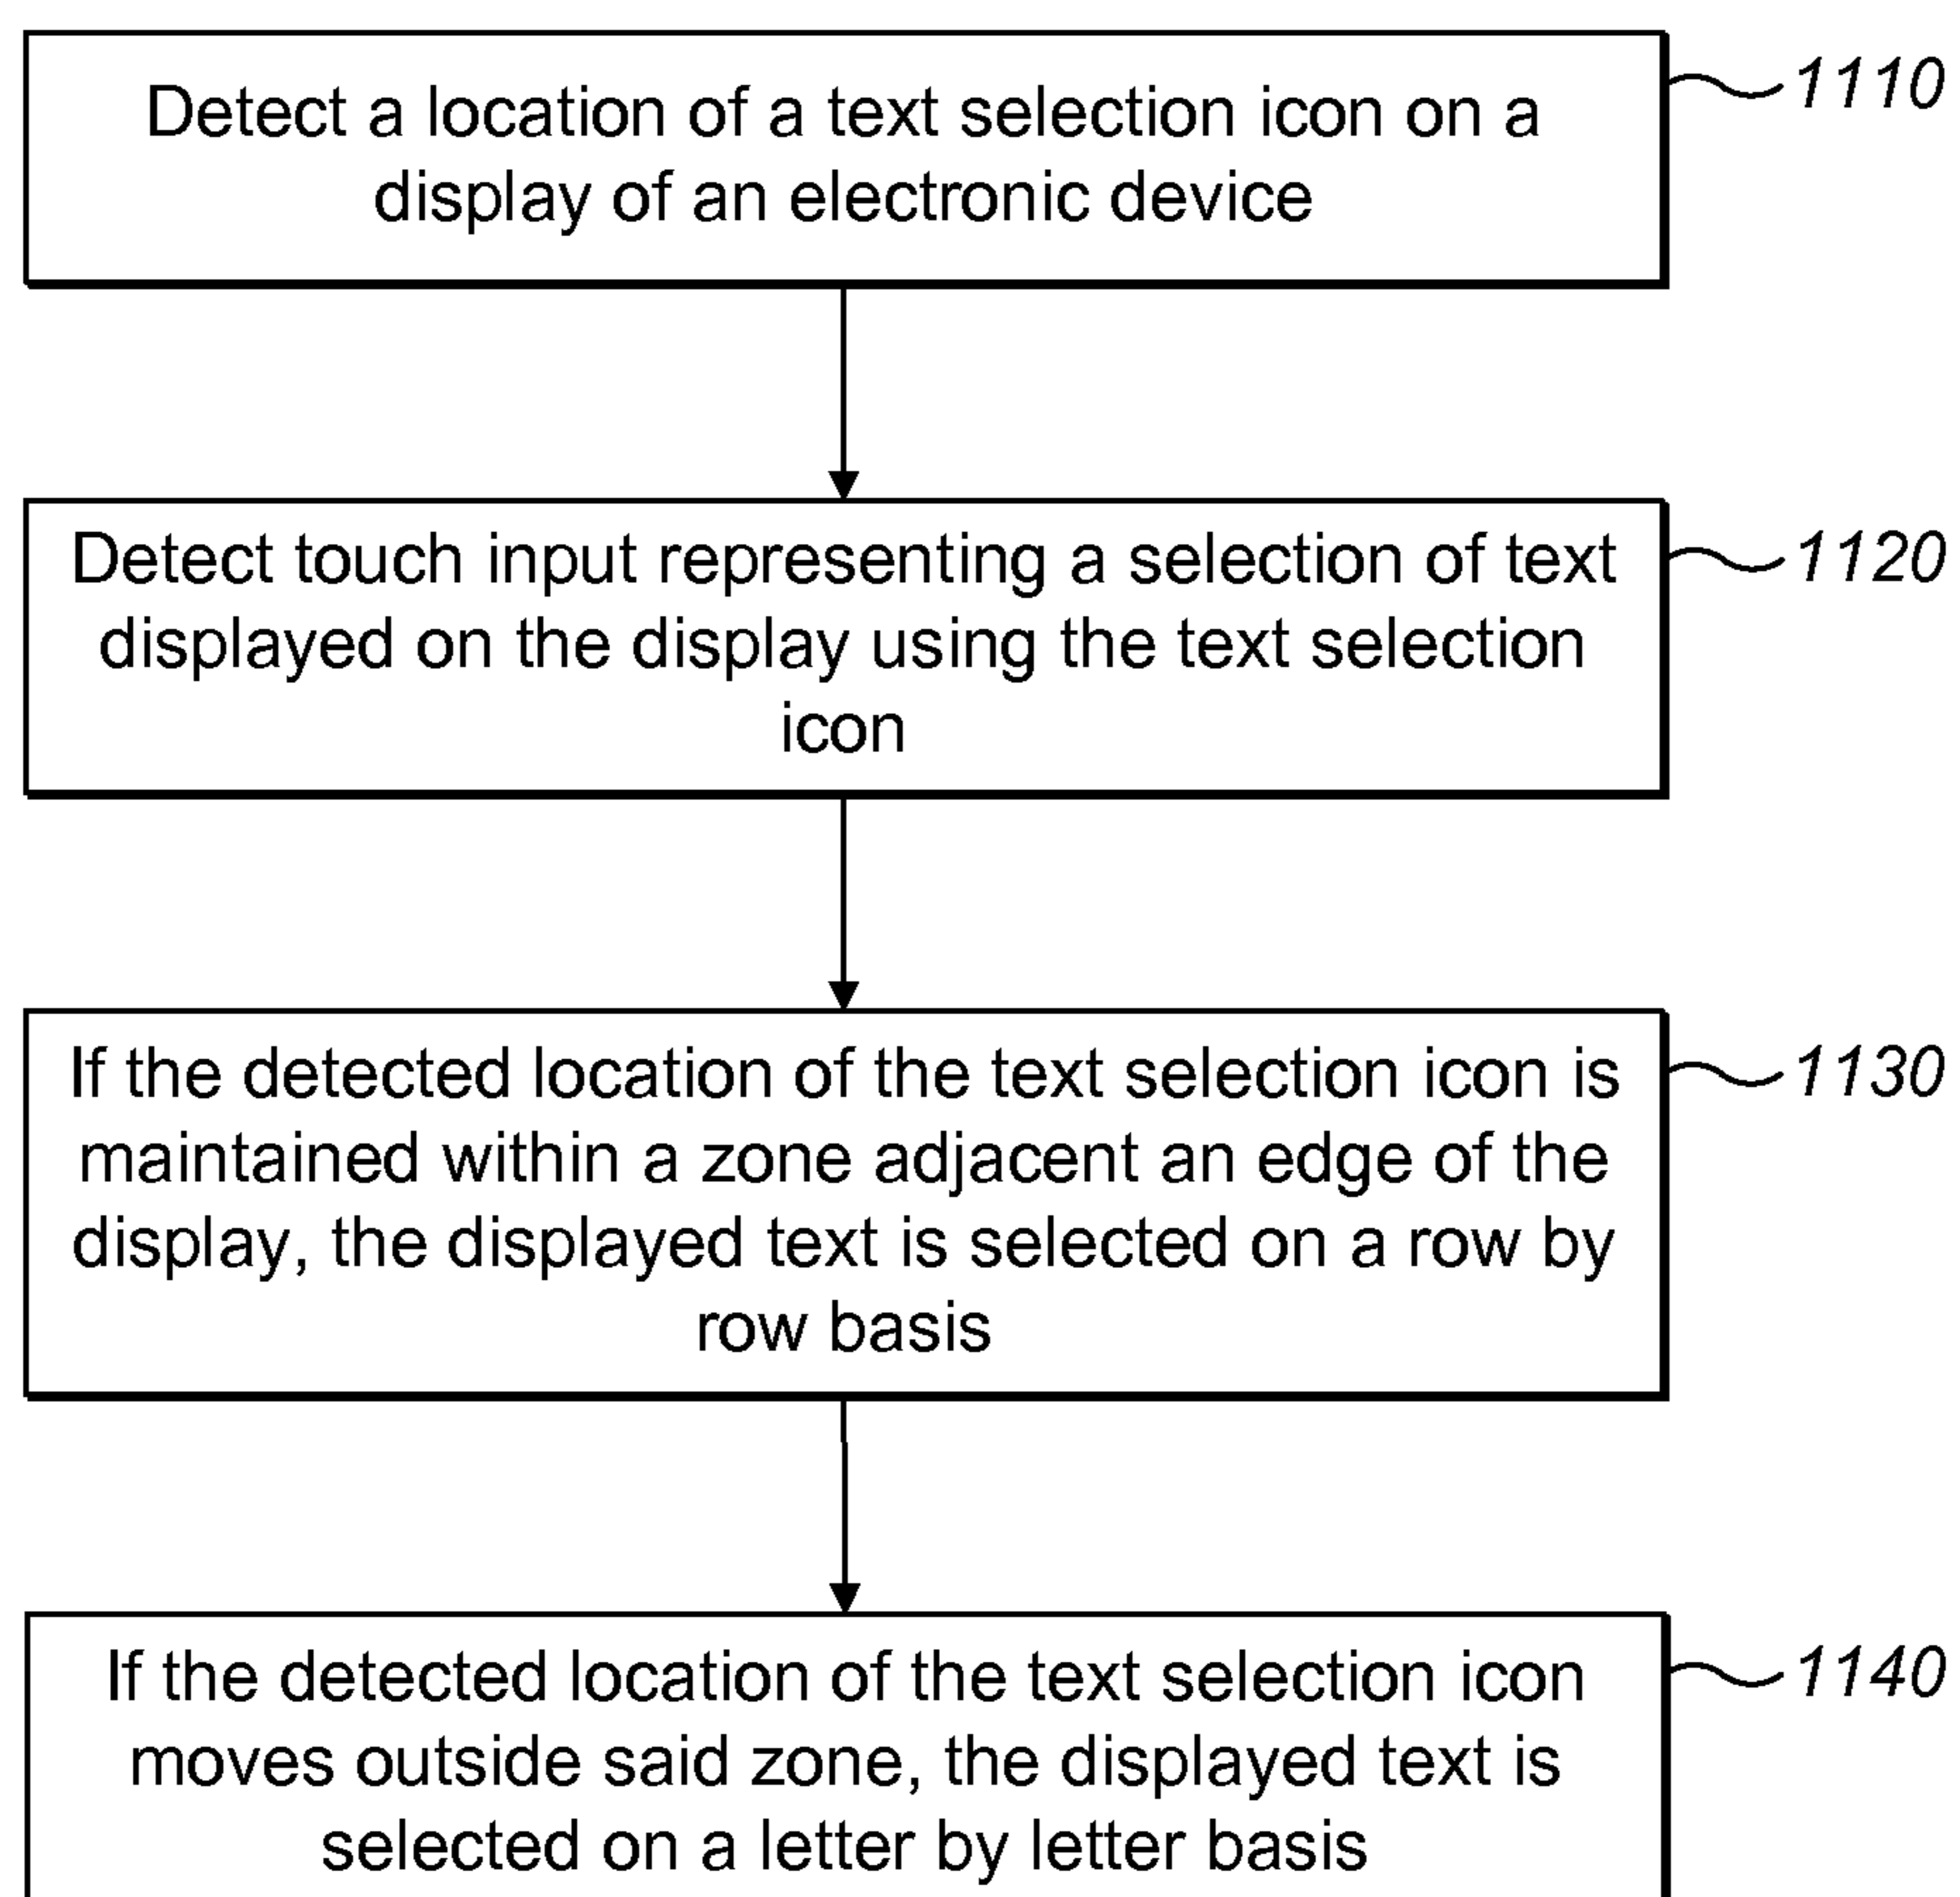 Detect a location of a text selection icon on a
display of an electronic device
1110
Detect touch input representing a selection of text
displayed on the display using the text selection
icon
1120
If the detected location of the text selection icon is
maintained within a zone adjacent an edge of the
display, the displayed text is selected on a row by
row basis
1130
If the detected location of the text selection icon
moves outside said zone, the displayed text is
selected on a letter by letter basis
1140